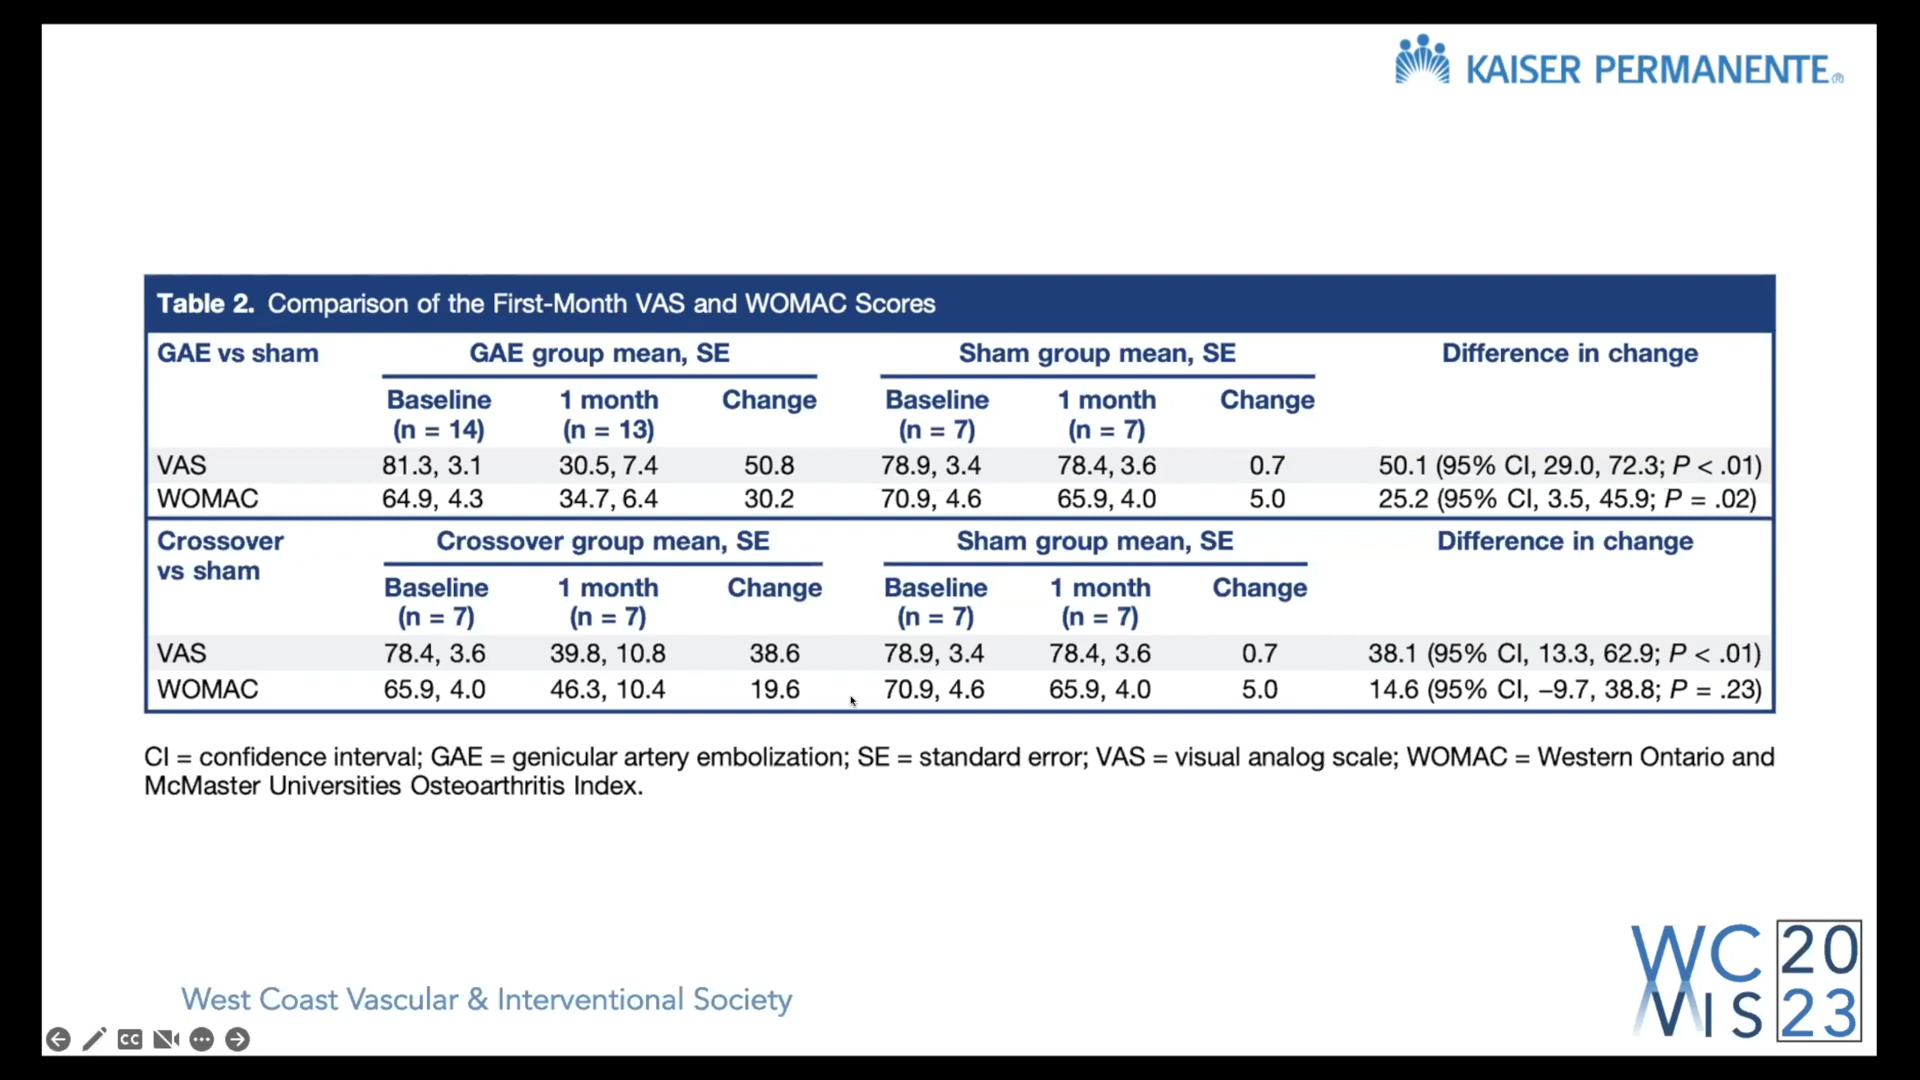 KAISER PERMANENTE®
Table 2. Comparison of the First-Month VAS and WOMAC Scores
GAE vs sham GAE group mean, SE Sham group mean, SE Difference in change
Baseline 1 month Change Baseline 1 month Change
(n = 14) (n = 13) (n = 7) (n = 7)
VAS 81.3, 3.1 30.5, 7.4 50.8 78.9, 3.4 78.4, 3.6 0.7 50.1 (95% CI, 29.0, 72.3; P < .01)
WOMAC 64.9, 4.3 34.7, 6.4 30.2 70.9, 4.6 65.9, 4.0 5.0 25.2 (95% CI, 3.5, 45.9; P = .02)
Crossover Crossover group mean, SE Sham group mean, SE Difference in change
vs sham
Baseline 1 month Change Baseline 1 month Change
(n = 7) (n = 7) (n = 7) (n = 7)
VAS 78.4, 3.6 39.8, 10.8 38.6 78.9, 3.4 78.4, 3.6 0.7 38.1 (95% CI, 13.3, 62.9; P < .01)
WOMAC 65.9, 4.0 46.3, 10.4 19.6 70.9, 4.6 65.9, 4.0 5.0 14.6 (95% CI, –9.7, 38.8; P = .23)
CI = confidence interval; GAE = genicular artery embolization; SE = standard error; VAS = visual analog scale; WOMAC = Western Ontario and
McMaster Universities Osteoarthritis Index.
West Coast Vascular & Interventional Society
WC 20
VIS 23
CC